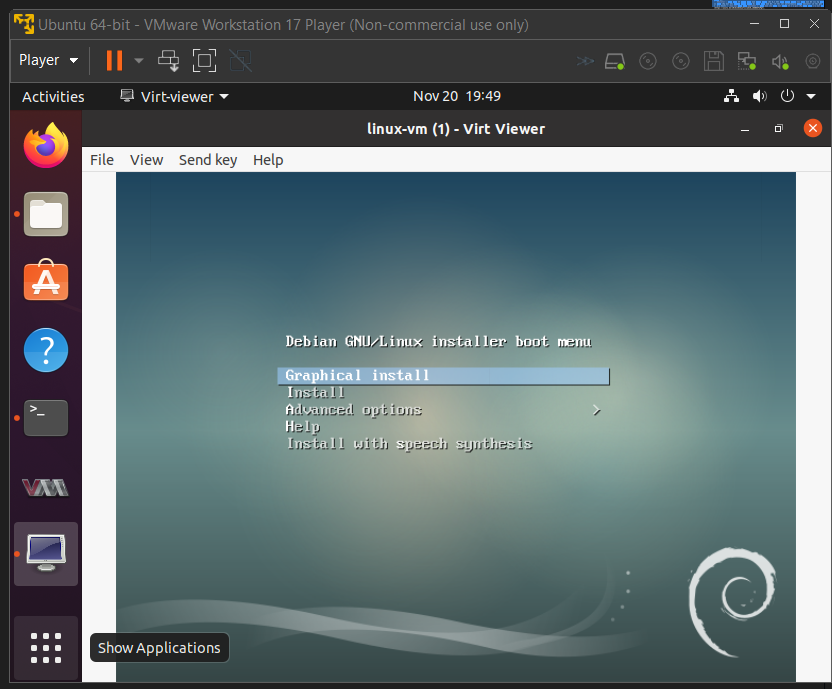 Ubuntu 64-bit - VMware Workstation 17 Player (Non-commercial use only)
Player
Activities
Virt-viewer
Nov 20 19:49
linux-vm (1) - Virt Viewer
File View Send key Help
Debian GNU/Linux installer boot menu
Graphical install
Install
Advanced options >
Help
Install with speech synthesis
Show Applications